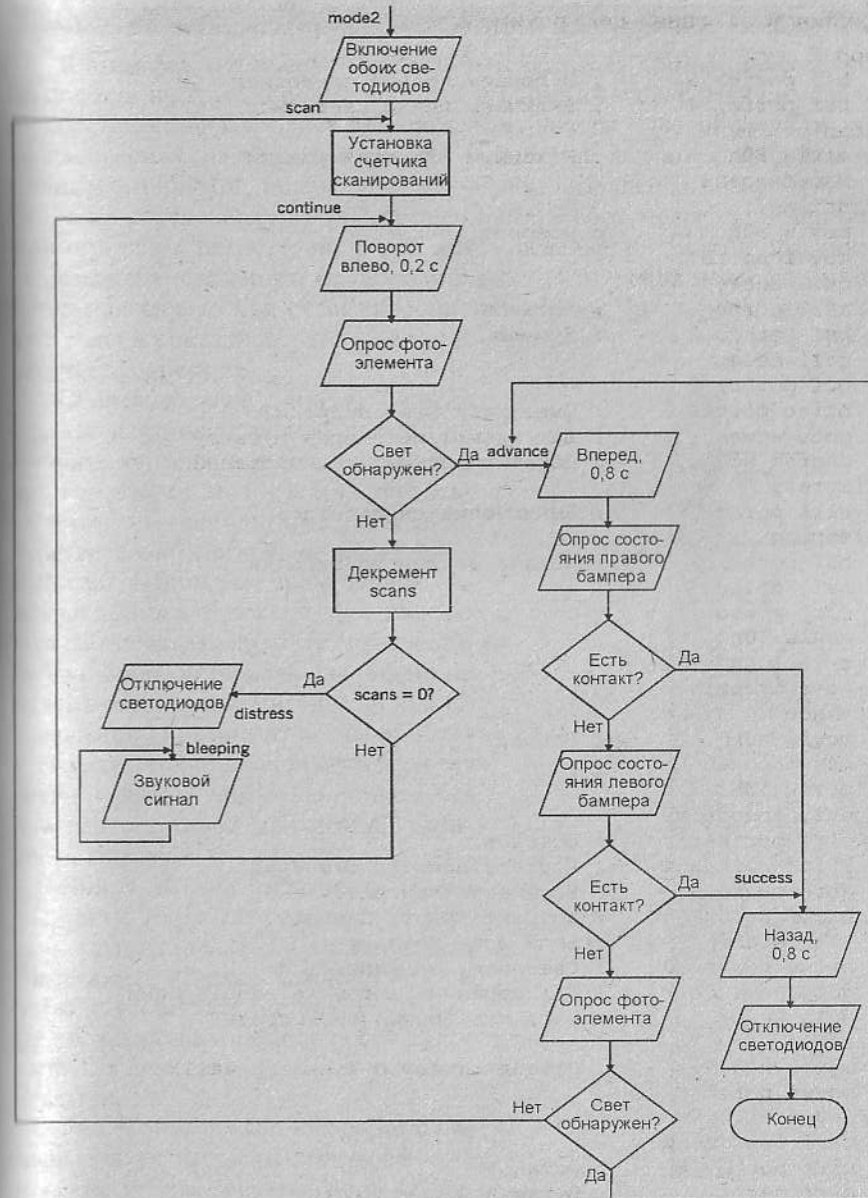 mode2
Включение
обоих све-
тодиодов
scan
Установка
счетчика
сканирований
continue
Поворот
влево, 0,2 с
Опрос фото-
элемента
Свет
обнаружен?
Да
advance
Вперед,
0,8 с
Нет
Опрос состо-
яния правого
бампера
Декремент
scans
Есть
контакт?
Да
Отключение
светодиодов
Да
distress
scans = 0?
Нет
Нет
bleeping
Звуковой
сигнал
Опрос состо-
яния левого
бампера
Есть
контакт?
Да
success
Нет
Назад,
0,8 с
Опрос фото-
элемента
Отключение
светодиодов
Нет
Свет
обнаружен?
Да
Конец